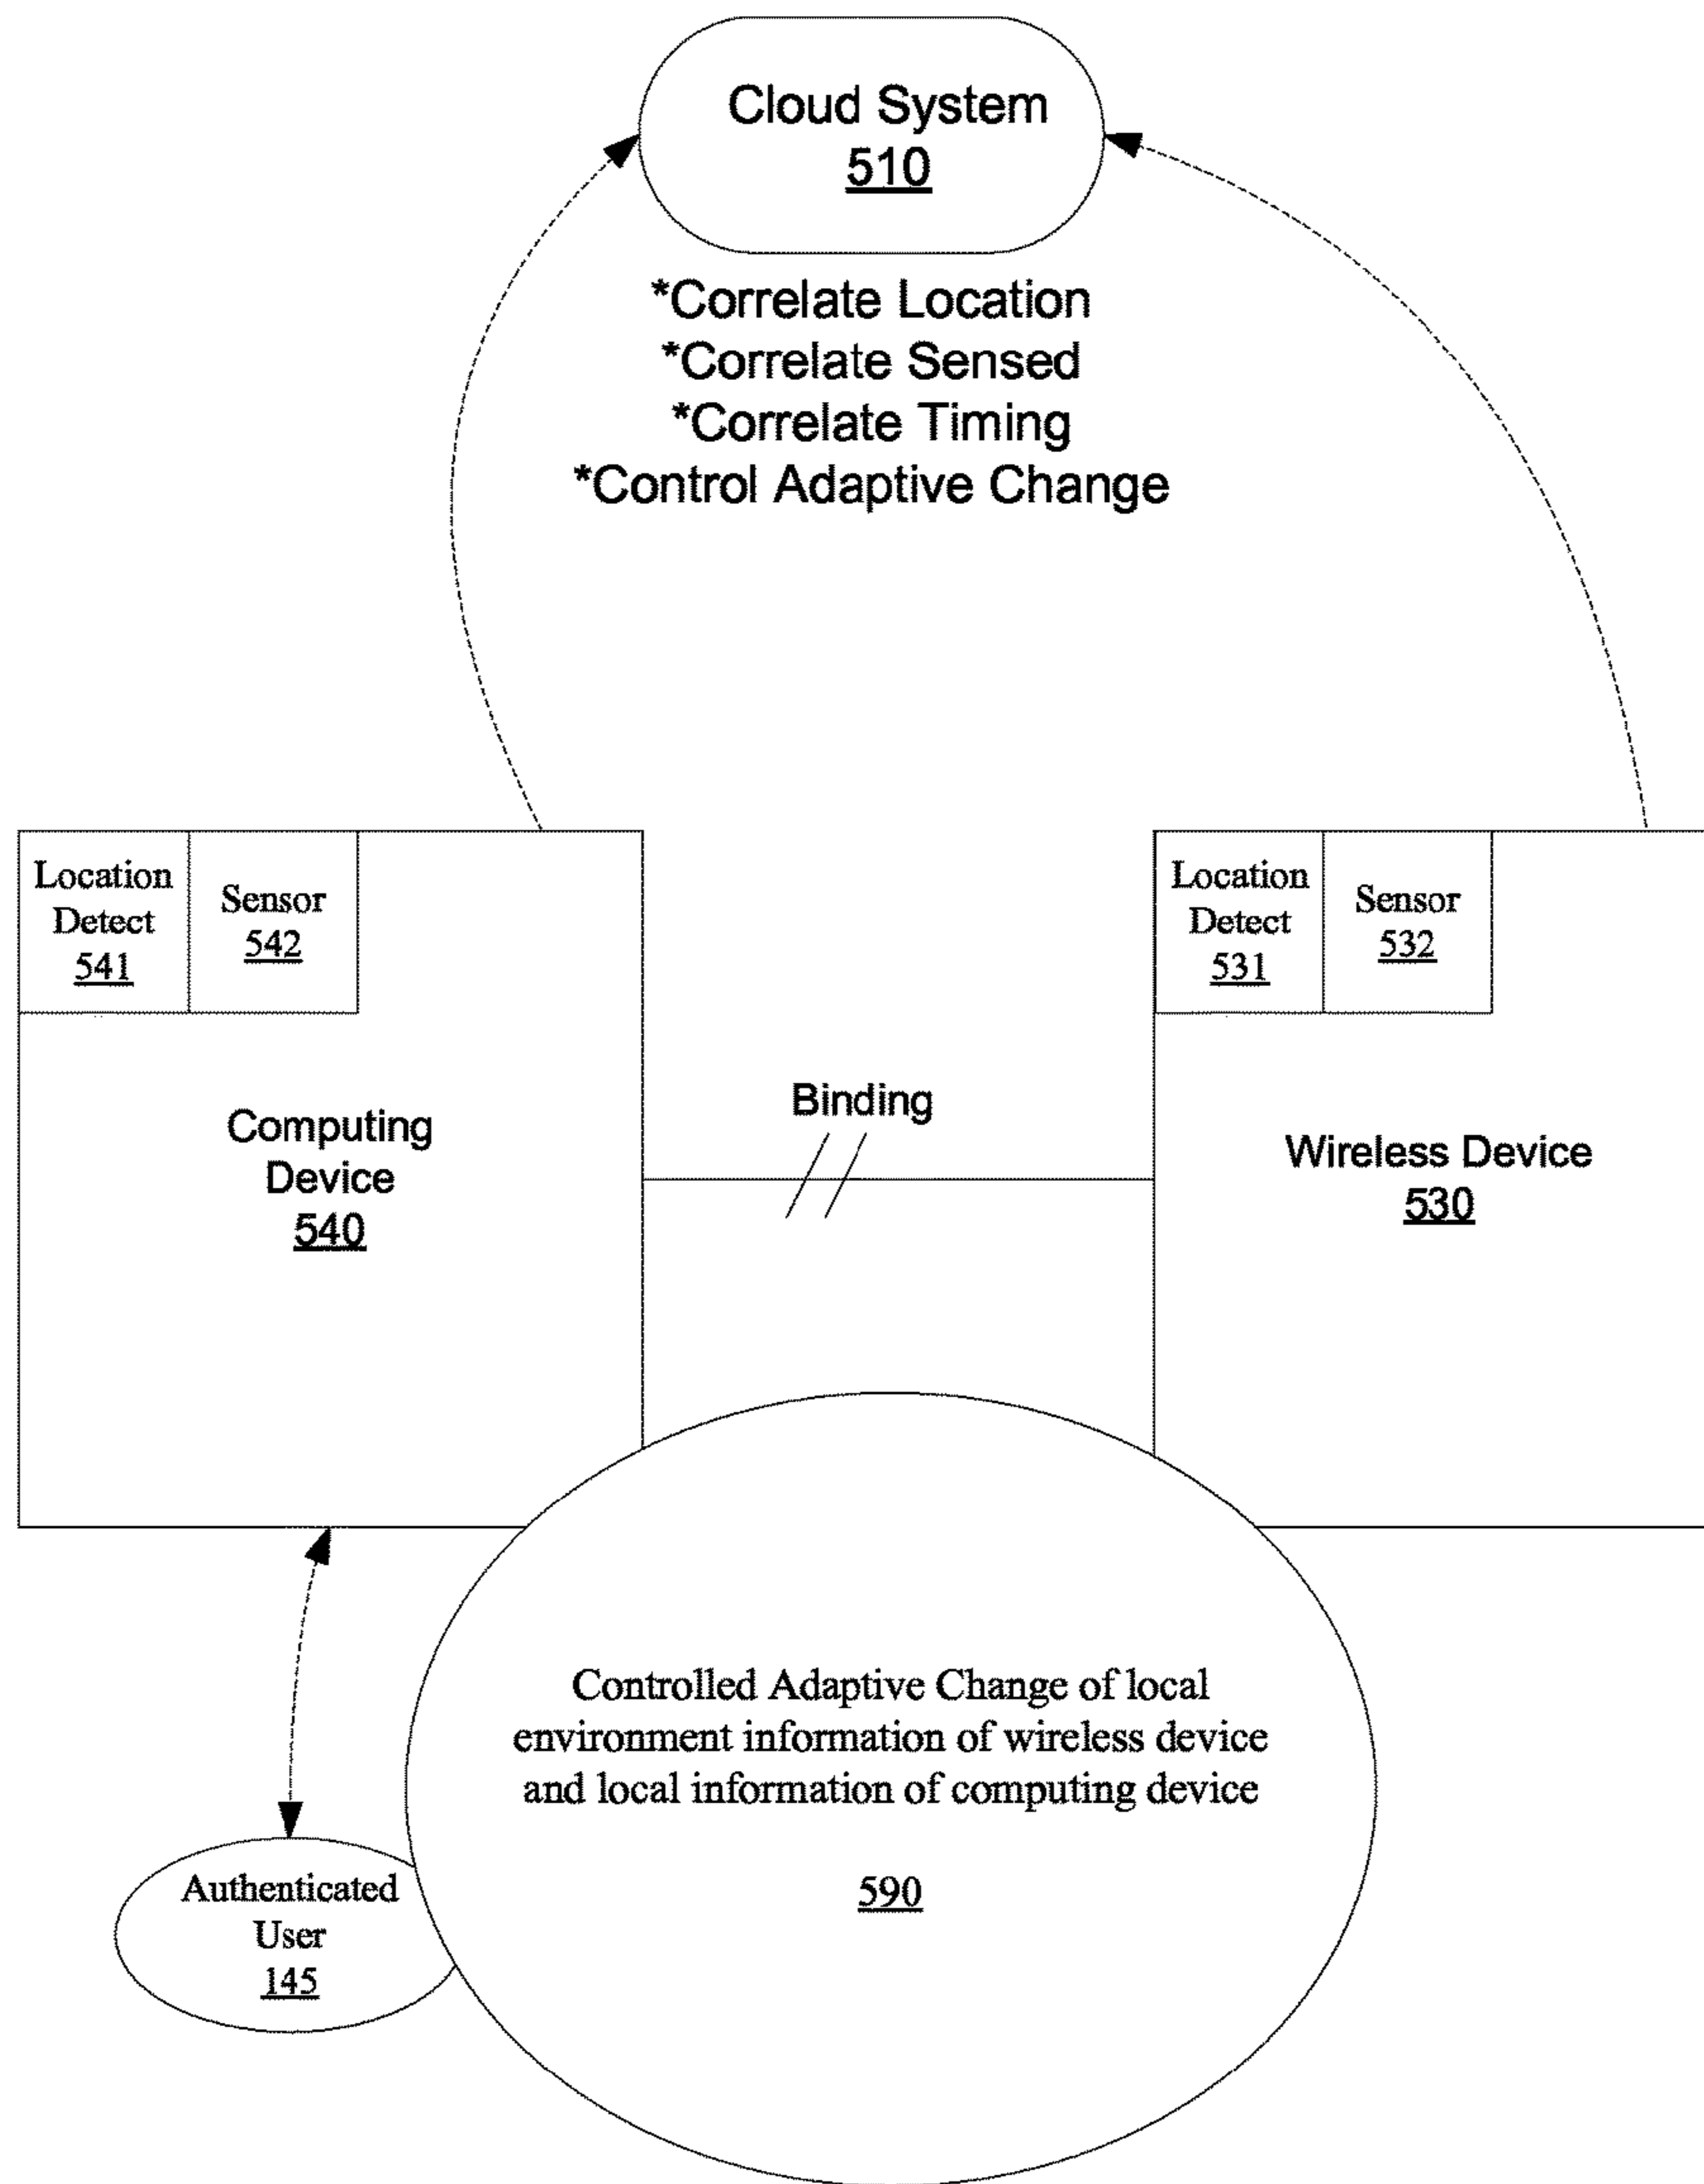 Cloud System
510
*Correlate Location
*Correlate Sensed
*Correlate Timing
*Control Adaptive Change
Location
Detect
541
Sensor
542
Location
Detect
531
Sensor
532
Computing
Device
540
Binding
Wireless Device
530
Controlled Adaptive Change of local
environment information of wireless device
and local information of computing device
590
Authenticated
User
145